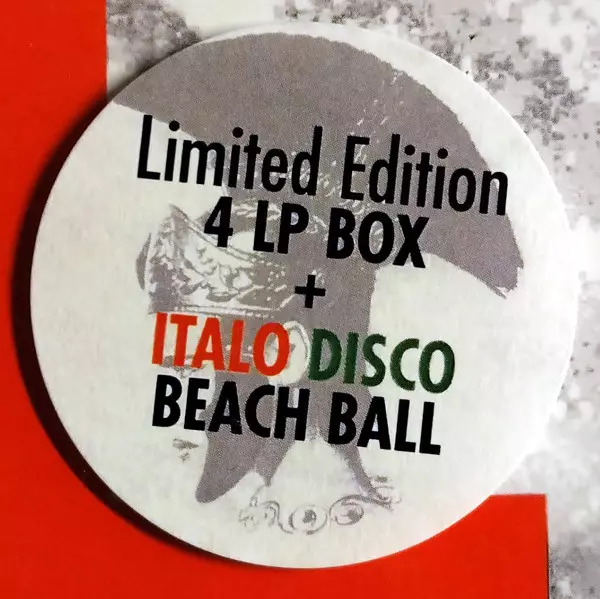 Limited Edition
4 LP BOX
+
ITALO DISCO
BEACH BALL